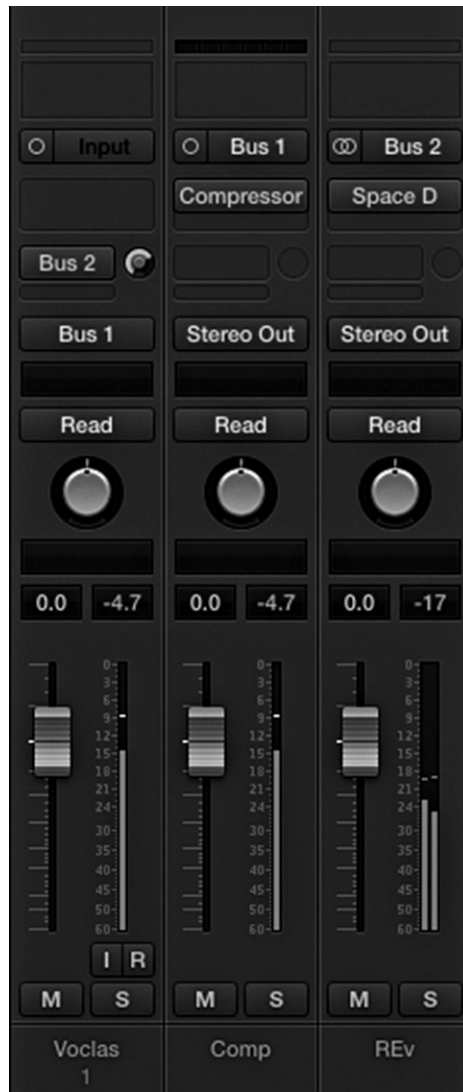 Input Bus 1 Bus 2
Compressor Space D
Bus 2
Bus 1 Stereo Out Stereo Out
Read Read Read
0.0 -4.7 0.0 -4.7 0.0 -17
0 0 0
3 3 3
6 6 6
9 9 9
12 12 12
15 15 15
18 18 18
21 21 21
24 24 24
30 30 30
35 35 35
40 40 40
45 45 45
50 50 50
60 60 60
I R
M S M S M S
Voclas Comp REv
1